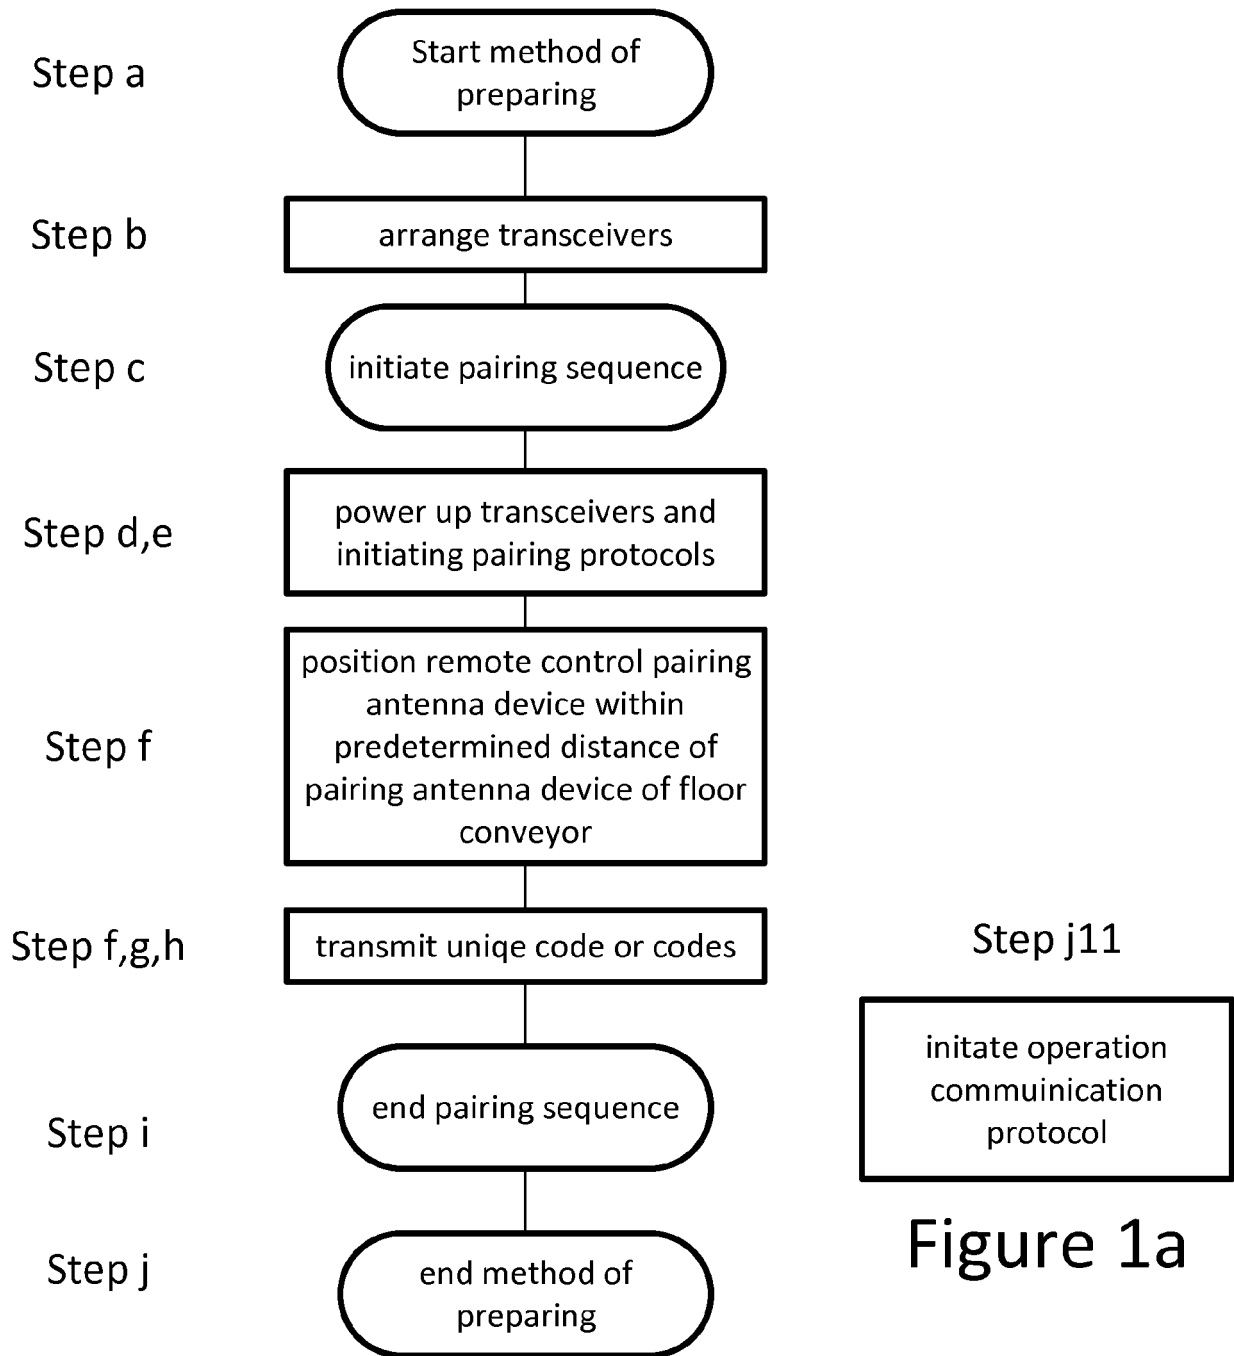 Step a
Start method of
preparing
Step b
arrange transceivers
Step c
initiate pairing sequence
Step d,e
power up transceivers and
initiating pairing protocols
Step f
position remote control pairing
antenna device within
predetermined distance of
pairing antenna device of floor
conveyor
Step f,g,h
transmit uniqe code or codes
Step j11
initate operation
commuinication
protocol
Step i
end pairing sequence
Step j
end method of
preparing
Figure 1a